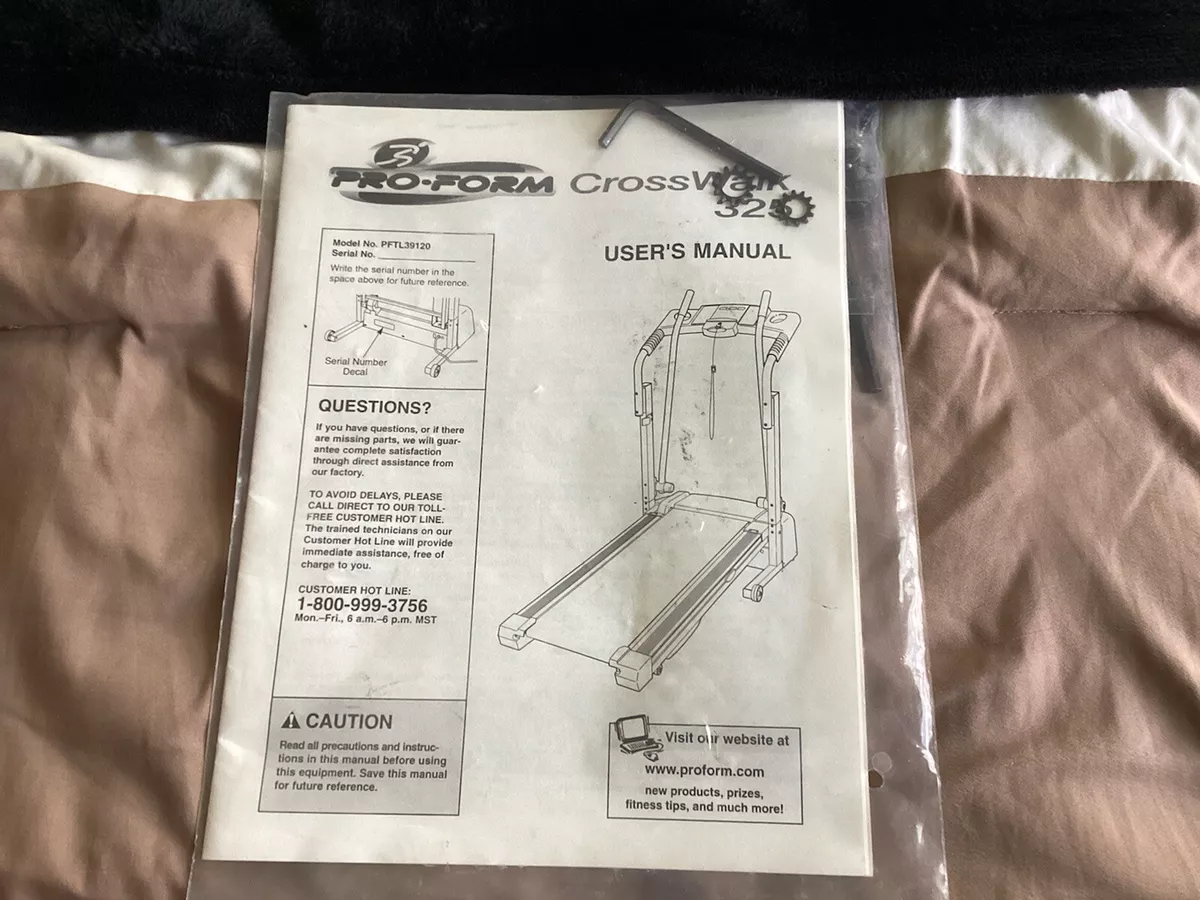 PRO-FORM CrossWalk
325
USER'S MANUAL
Model No. PFTL39120
Serial No.
Write the serial number in the
space above for future reference.
Serial Number
Decal
QUESTIONS?
If you have questions, or if there
are missing parts, we will guar-
antee complete satisfaction
through direct assistance from
our factory.
TO AVOID DELAYS, PLEASE
CALL DIRECT TO OUR TOLL-
FREE CUSTOMER HOT LINE.
The trained technicians on our
Customer Hot Line will provide
immediate assistance, free of
charge to you.
CUSTOMER HOT LINE:
1-800-999-3756
Mon.–Fri., 6 a.m.–6 p.m. MST
CAUTION
Read all precautions and instruc-
tions in this manual before using
this equipment. Save this manual
for future reference.
Visit our website at
www.proform.com
new products, prizes,
fitness tips, and much more!